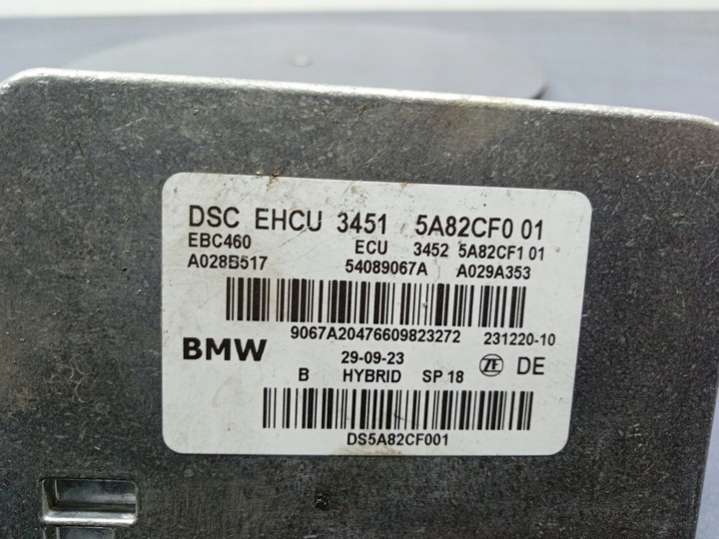 DSC EHCU 3451 5A82CF0 01
EBC460 ECU 3452 5A82CF1 01
A028B517 54089067A A029A353
9067A20476609823272 231220-10
BMW 29-09-23 ZF DE
B HYBRID SP 18
DS5A82CF001